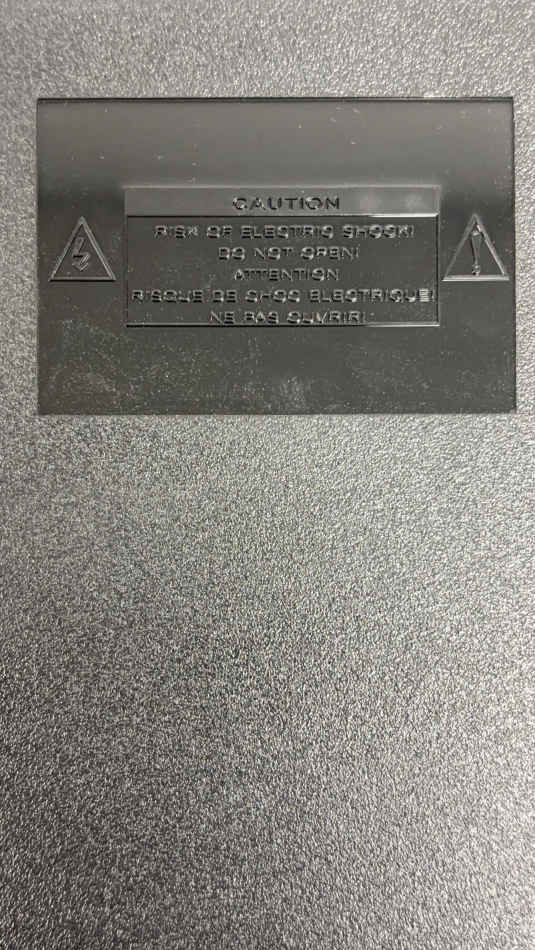 CAUTION
RISK OF ELECTRIC SHOCK!
DO NOT OPEN!
ATTENTION
RISQUE DE CHOC ELECTRIQUE
NE PAS OUVRIR!